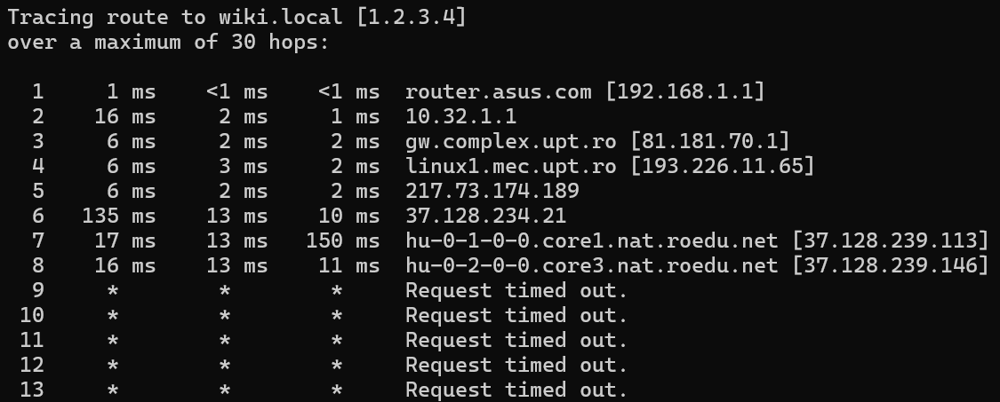 Tracing route to wiki.local [1.2.3.4]
over a maximum of 30 hops:
1 1 ms <1 ms <1 ms router.asus.com [192.168.1.1]
2 16 ms 2 ms 1 ms 10.32.1.1
3 6 ms 2 ms 2 ms gw.complex.upt.ro [81.181.70.1]
4 6 ms 3 ms 2 ms linux1.mec.upt.ro [193.226.11.65]
5 6 ms 2 ms 2 ms 217.73.174.189
6 135 ms 13 ms 10 ms 37.128.234.21
7 17 ms 13 ms 150 ms hu-0-1-0-0.core1.nat.roedu.net [37.128.239.113]
8 16 ms 13 ms 11 ms hu-0-2-0-0.core3.nat.roedu.net [37.128.239.146]
9 * * * Request timed out.
10 * * * Request timed out.
11 * * * Request timed out.
12 * * * Request timed out.
13 * * * Request timed out.